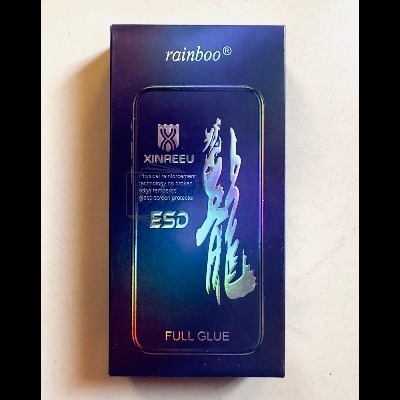 rainboo®
XINAEEU
Physical reinforcement
technology no broken
edge tempered
glass screen protector
ESD
龍
FULL GLUE